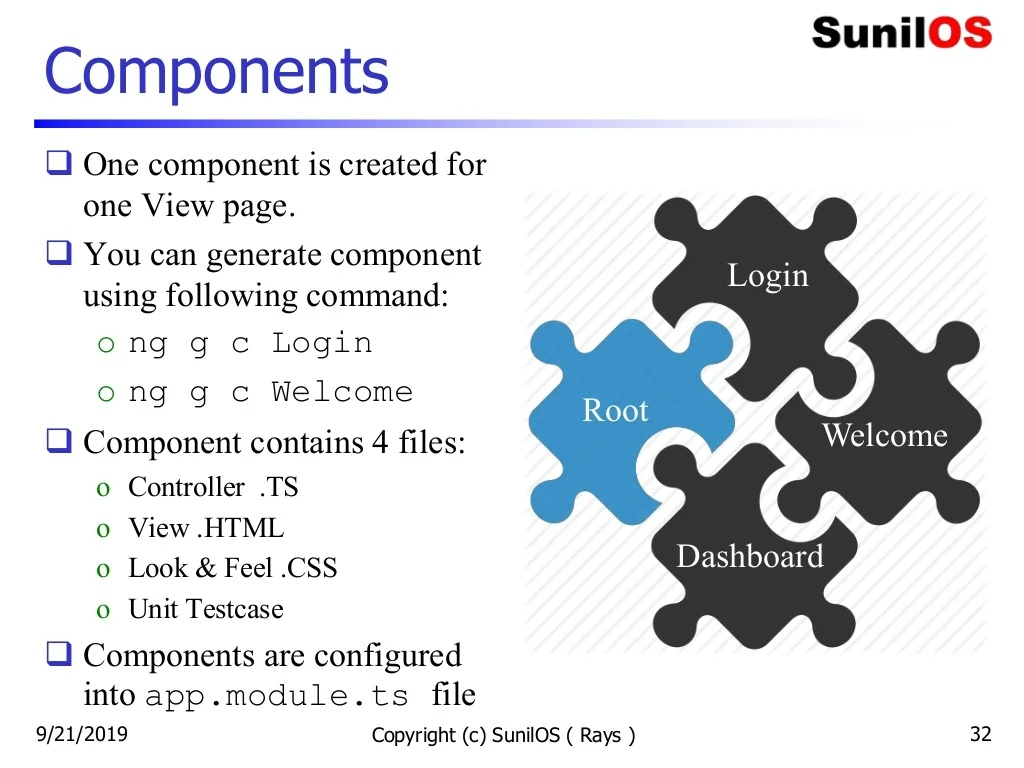 SunilOS
Components
One component is created for
one View page.
You can generate component
using following command:
o ng g c Login
o ng g c Welcome
Component contains 4 files:
o Controller .TS
o View .HTML
o Look & Feel .CSS
o Unit Testcase
Components are configured
into app.module.ts file
Login
Root
Welcome
Dashboard
9/21/2019
Copyright (c) SunilOS ( Rays )
32